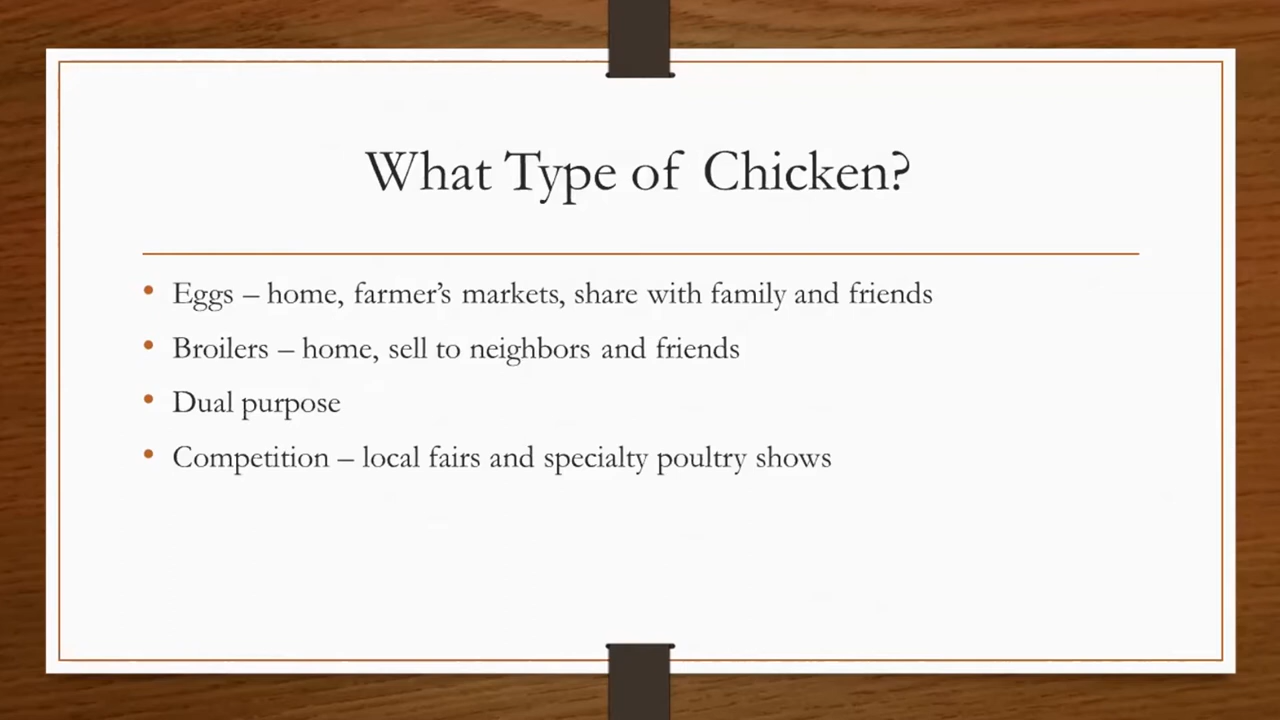 What Type of Chicken?
• Eggs – home, farmer’s markets, share with family and friends
• Broilers – home, sell to neighbors and friends
• Dual purpose
• Competition – local fairs and specialty poultry shows